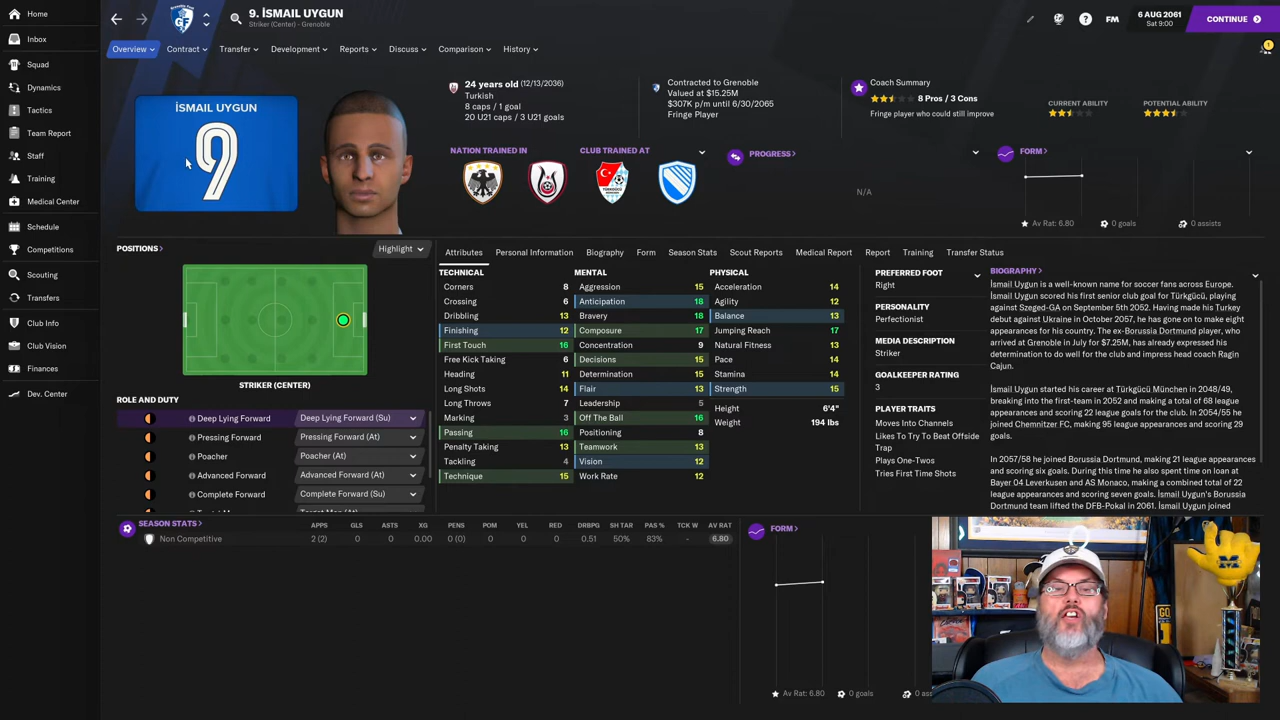 Home
Inbox
Squad
Dynamics
Tactics
Team Report
Staff
Training
Medical Center
Schedule
Competitions
Scouting
Transfers
Club Info
Club Vision
Finances
Dev. Center
9. İSMAIL UYGUN
Striker (Center) - Grenoble
FM
6 AUG 2061
Sat 9:00
CONTINUE
Overview
Contract
Transfer
Development
Reports
Discuss
Comparison
History
İSMAIL UYGUN
9
24 years old (12/13/2036)
Turkish
8 caps / 1 goal
20 U21 caps / 3 U21 goals
Contracted to Grenoble
Valued at $15.25M
$307K p/m until 6/30/2065
Fringe Player
Coach Summary
8 Pros / 3 Cons
Fringe player who could still improve
CURRENT ABILITY
POTENTIAL ABILITY
NATION TRAINED IN
CLUB TRAINED AT
PROGRESS
N/A
FORM
Av Rat: 6.80
0 goals
0 assists
POSITIONS
Highlight
STRIKER (CENTER)
ROLE AND DUTY
Deep Lying Forward
Deep Lying Forward (Su)
Pressing Forward
Pressing Forward (At)
Poacher
Poacher (At)
Advanced Forward
Advanced Forward (At)
Complete Forward
Complete Forward (Su)
Attributes
Personal Information
Biography
Form
Season Stats
Scout Reports
Medical Report
Report
Training
Transfer Status
TECHNICAL
Corners 8
Crossing 6
Dribbling 13
Finishing 12
First Touch 16
Free Kick Taking 6
Heading 11
Long Shots 14
Long Throws 7
Marking 3
Passing 16
Penalty Taking 13
Tackling 4
Technique 15
MENTAL
Aggression 15
Anticipation 18
Bravery 18
Composure 17
Concentration 9
Decisions 15
Determination 15
Flair 13
Leadership 5
Off The Ball 16
Positioning 8
Teamwork 13
Vision 12
Work Rate 12
PHYSICAL
Acceleration 14
Agility 12
Balance 13
Jumping Reach 17
Natural Fitness 13
Pace 14
Stamina 14
Strength 15
Height 6'4"
Weight 194 lbs
PREFERRED FOOT
Right
PERSONALITY
Perfectionist
MEDIA DESCRIPTION
Striker
GOALKEEPER RATING
3
PLAYER TRAITS
Moves Into Channels
Likes To Try To Beat Offside
Trap
Plays One-Twos
Tries First Time Shots
BIOGRAPHY
İsmail Uygun is a well-known name for soccer fans across Europe.
İsmail Uygun scored his first senior club goal for Türkgücü, playing
against Szeged-GA on September 5th 2052. Having made his Turkey
debut against Ukraine in October 2057, he has gone on to make eight
appearances for his country. The ex-Borussia Dortmund player, who
arrived at Grenoble in July for $7.25M, has already expressed his
determination to do well for the club and impress head coach Ragin
Cajun.
İsmail Uygun started his career at Türkgücü München in 2048/49,
breaking into the first-team in 2052 and making a total of 68 league
appearances and scoring 22 league goals for the club. In 2054/55 he
joined Chemnitzer FC, making 95 league appearances and scoring 29
goals.
In 2057/58 he joined Borussia Dortmund, making 21 league appearances
and scoring six goals. During this time he also spent time on loan at
Bayer 04 Leverkusen and AS Monaco, making a combined total of 22
league appearances and scoring seven goals. İsmail Uygun's Borussia
Dortmund team lifted the DFB-Pokal in 2061. İsmail Uygun joined
SEASON STATS
APPS GLS ASTS XG PENS POM YEL RED DRBPG SH TAR PAS % TCK W AV RAT
Non Competitive 2 (2) 0 0 0.00 0 (0) 0 0 0 0.51 50% 83% - 6.80
FORM
Av Rat: 6.80
0 goals